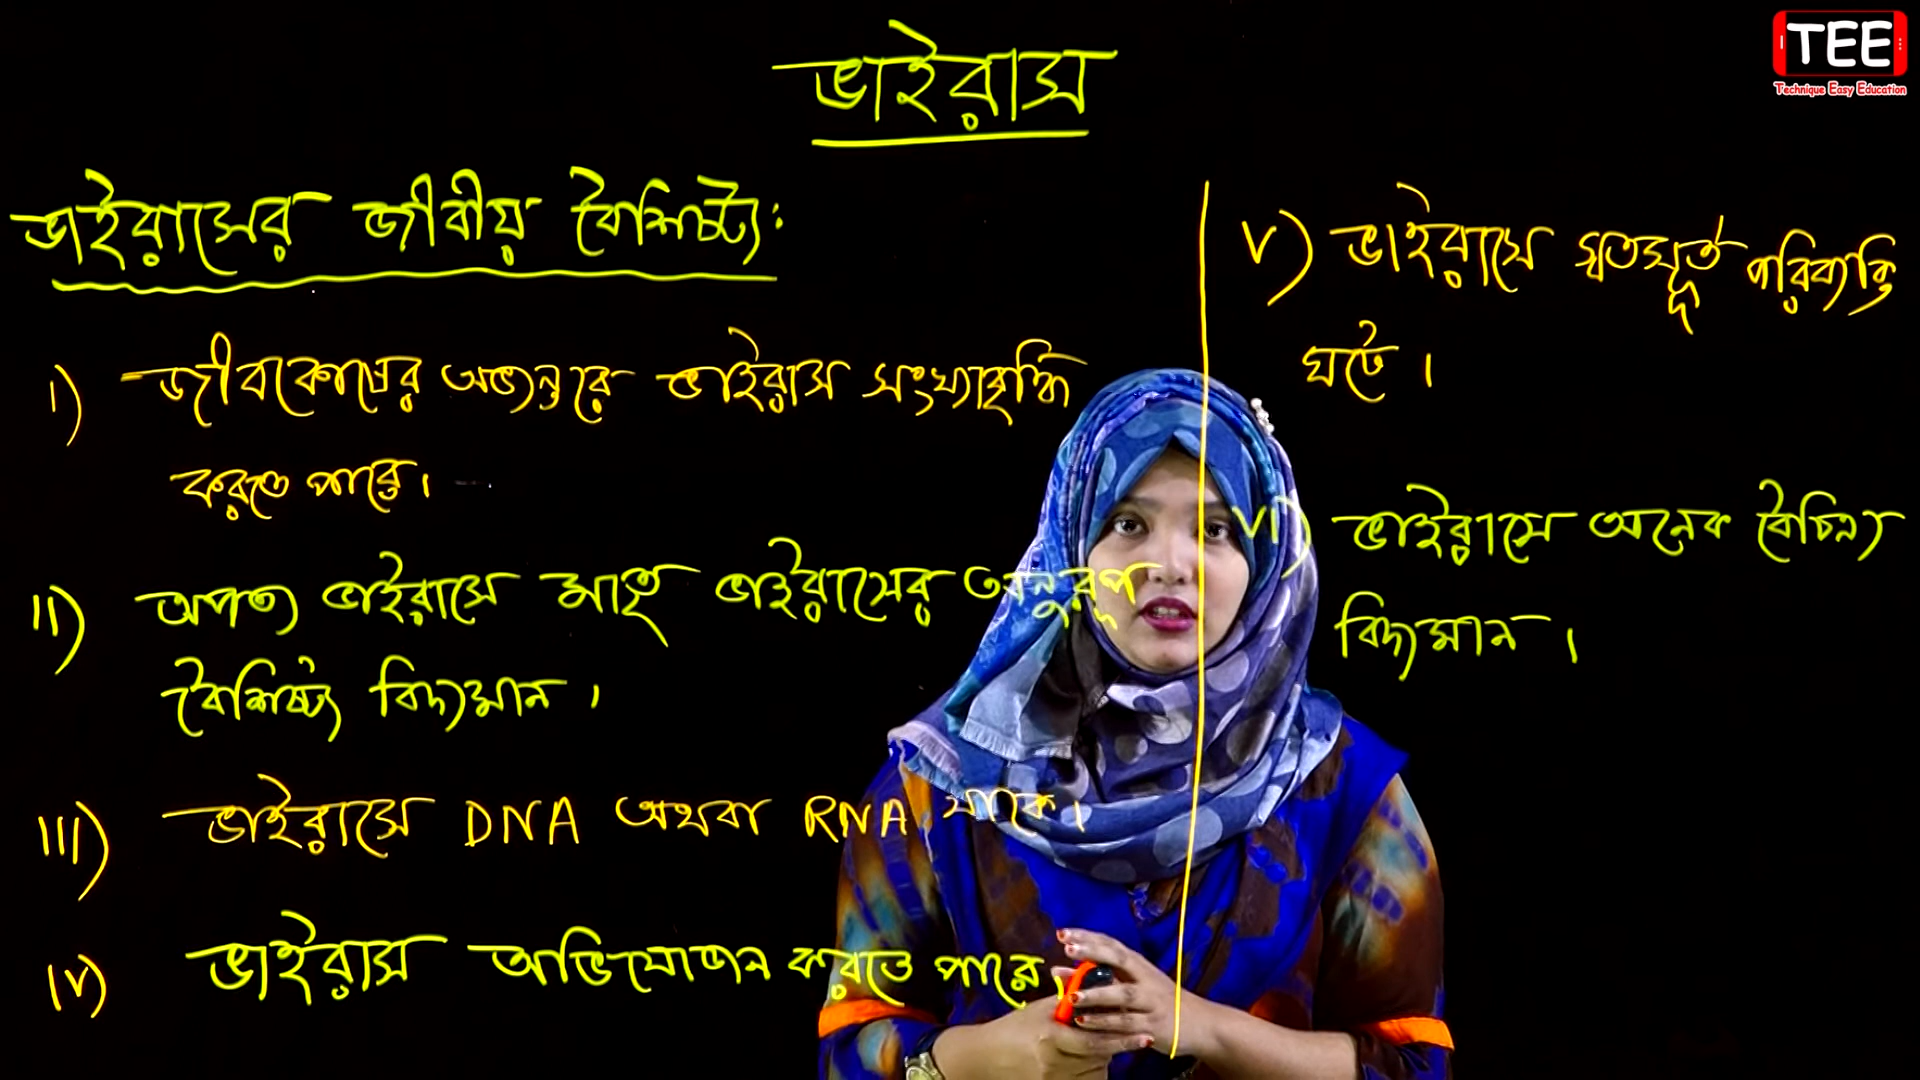 ভাইরাস
TEE
Technique Easy Education
ভাইরাসের জীবীয় বৈশিষ্ট্য:
i) জীবকোষের অভ্যন্তরে ভাইরাস সংখ্যাবৃদ্ধি
করতে পারে।
ii) অপত্য ভাইরাসে মাতৃ ভাইরাসের অনুরূপ
বৈশিষ্ট্য বিদ্যমান।
iii) ভাইরাসে DNA অথবা RNA থাকে।
iv) ভাইরাস অভিযোজন করতে পারে।
v) ভাইরাসে পরিব্যক্তি
ঘটে।
vi) ভাইরাসে অনেক বৈচিত্র্য
বিদ্যমান।